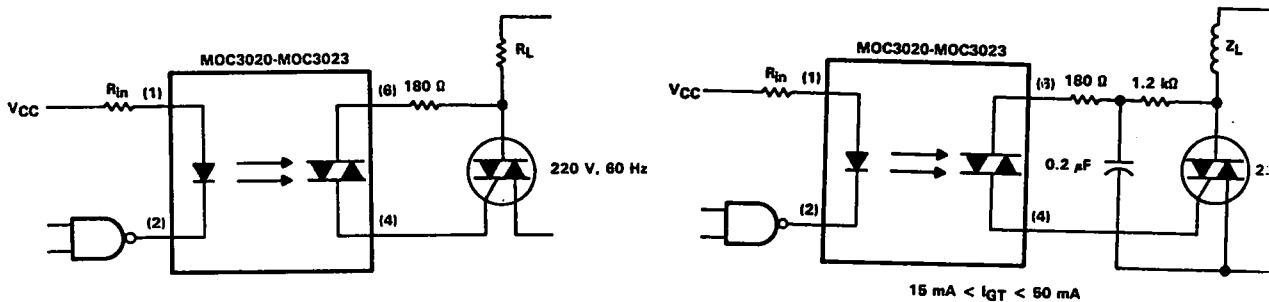 RL
MOC3020-MOC3023
Rin
(1)
(6)
180 Ω
VCC
220 V, 60 Hz
(2)
(4)
ZL
MOC3020-MOC3023
Rin
(1)
180 Ω
1.2 kΩ
VCC
0.2 μF
(2)
(4)
15 mA < IGT < 50 mA